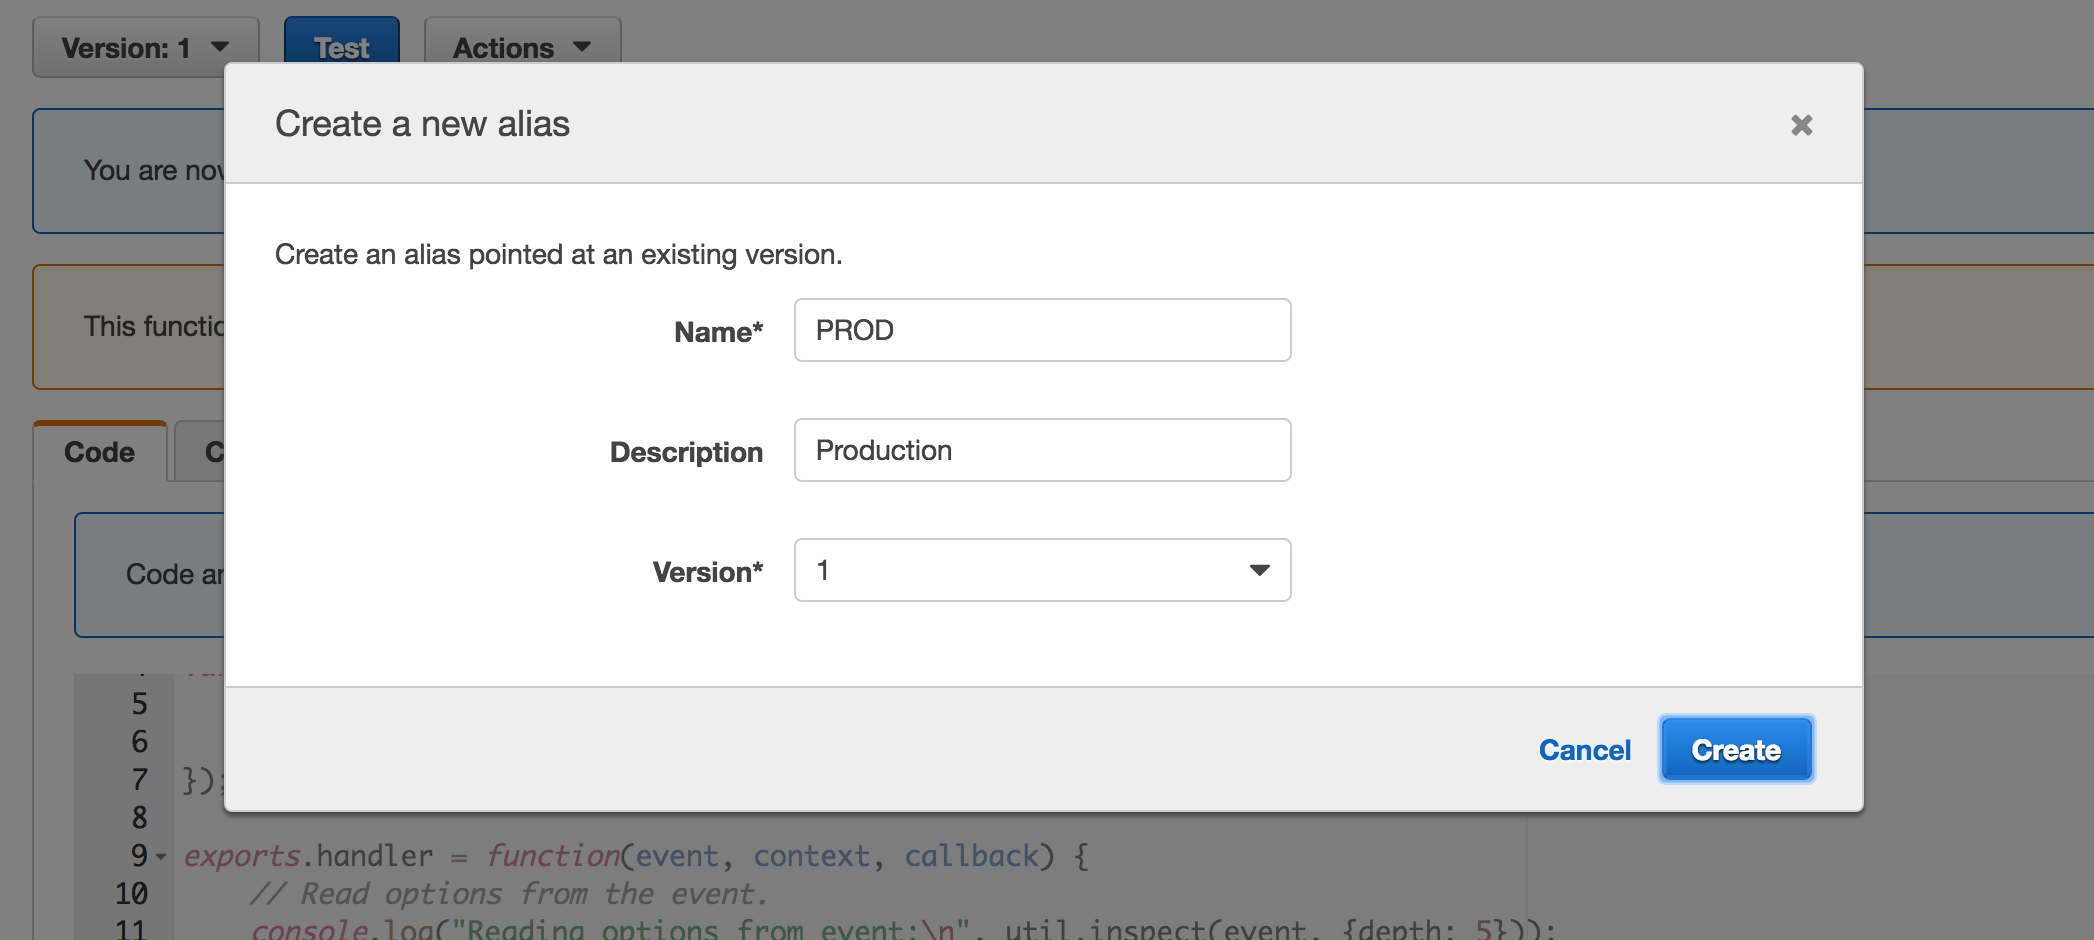 Version: 1
Test
Actions
Create a new alias
You are
Create an alias pointed at an existing version.
This
Name*
PROD
Description
Production
Code
Version*
1
Code
5
6
7 });
8
9 exports.handler = function(event, context, callback) {
10 // Read options from the event.
11 console.log("Reading options from event:\n", util.inspect(event, {depth: 5}));
Cancel
Create